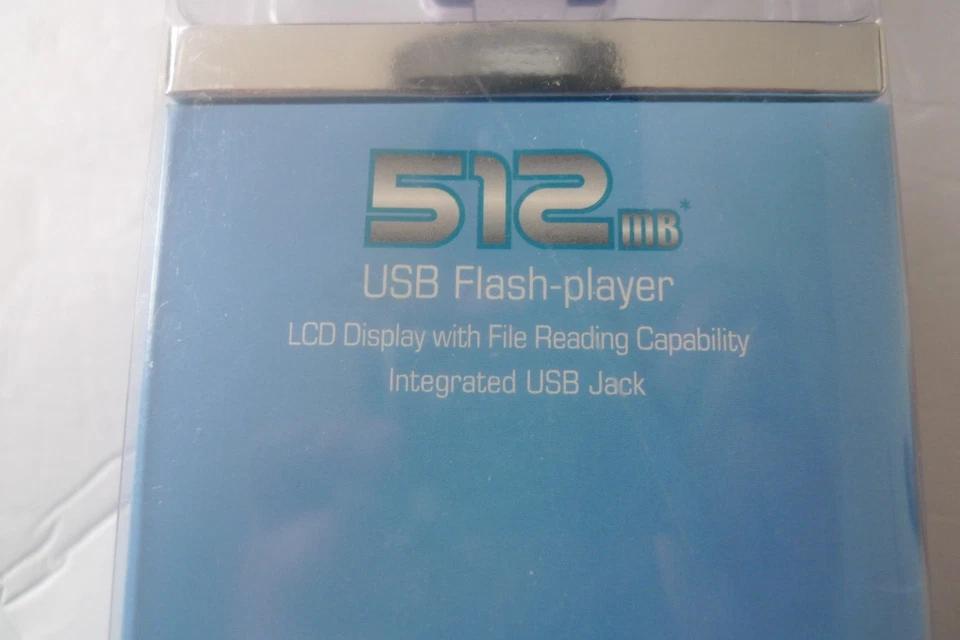 512MB*
USB Flash-player
LCD Display with File Reading Capability
Integrated USB Jack